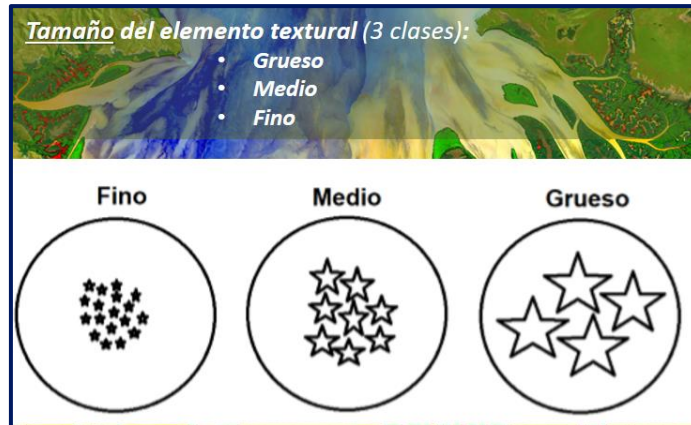 Tamaño del elemento textural (3 clases):
• Grueso
• Medio
• Fino
Fino Medio Grueso